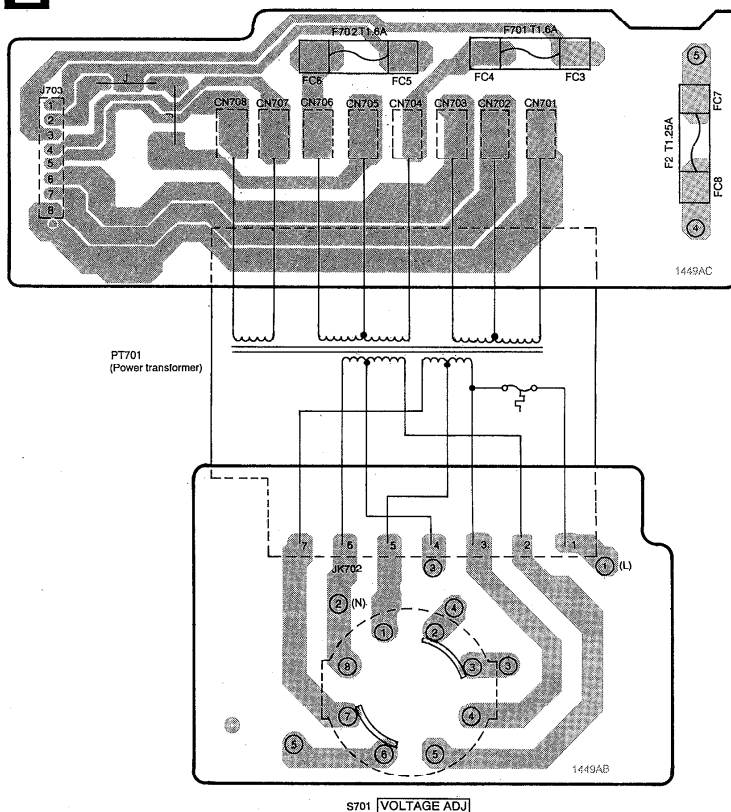 F702 T1.6A
F701 T1.6A
FC6
FC5
FC4
FC3
J703
J
J
CN708
CN707
CN706
CN705
CN704
CN703
CN702
CN701
1
2
3
4
5
6
7
8
5
FC7
F2 T1.25A
FC8
4
1449AC
PT701
(Power transformer)
7
6
5
4
3
2
1
JK702
3
1
(L)
2
(N)
4
1
2
8
3
3
7
4
5
6
5
1449AB
S701 VOLTAGE ADJ